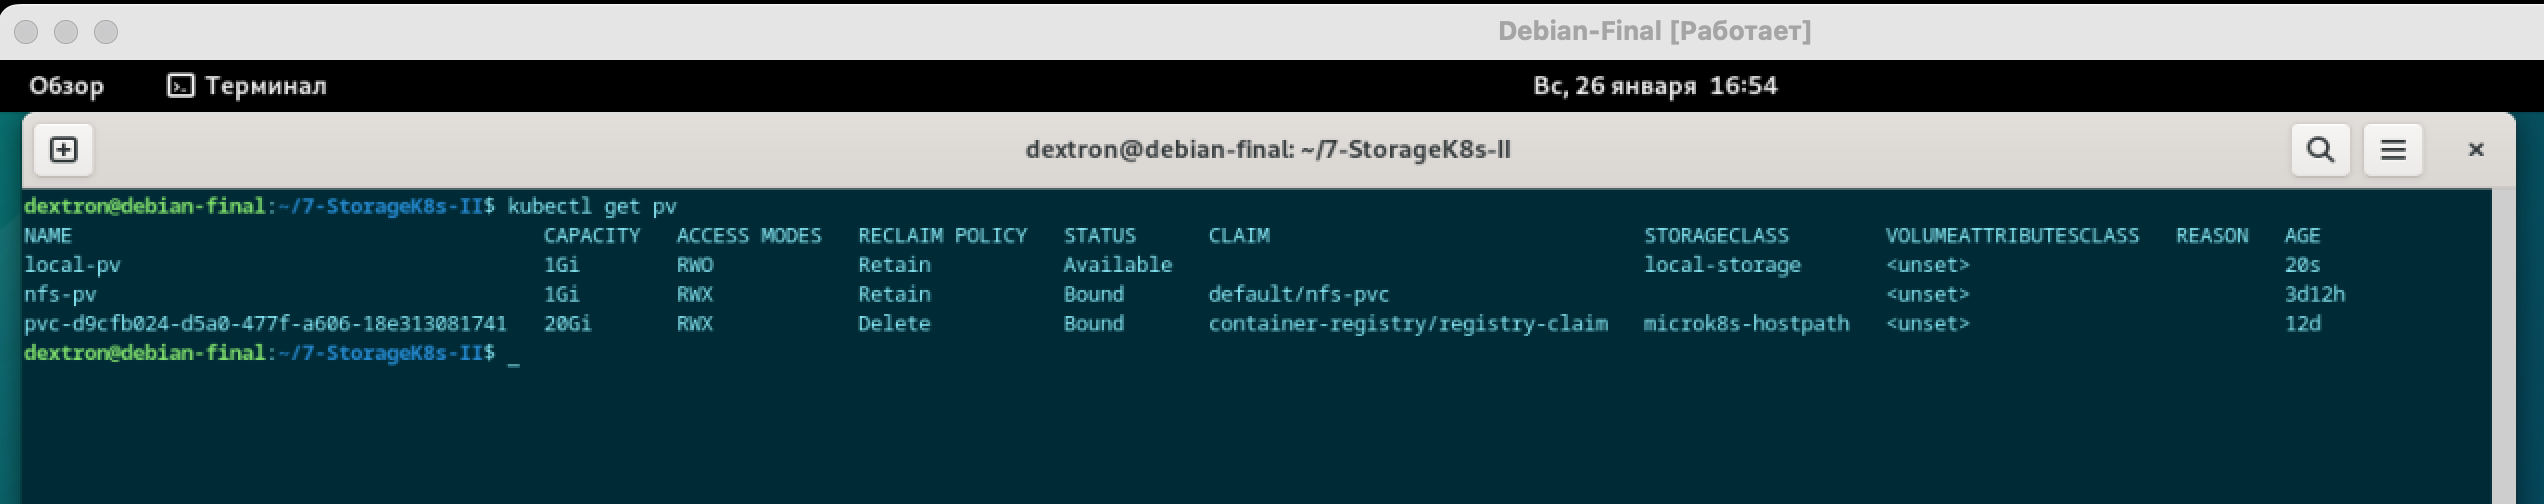 Debian-Final [Работает]
Обзор Терминал Вс, 26 января 16:54
dextron@debian-final: ~/7-StorageK8s-II
dextron@debian-final:~/7-StorageK8s-II$ kubectl get pv
NAME CAPACITY ACCESS MODES RECLAIM POLICY STATUS CLAIM STORAGECLASS VOLUMEATTRIBUTESCLASS REASON AGE
local-pv 1Gi RWO Retain Available local-storage <unset> 20s
nfs-pv 1Gi RWX Retain Bound default/nfs-pvc <unset> 3d12h
pvc-d9cfb024-d5a0-477f-a606-18e313081741 20Gi RWX Delete Bound container-registry/registry-claim microk8s-hostpath <unset> 12d
dextron@debian-final:~/7-StorageK8s-II$ _